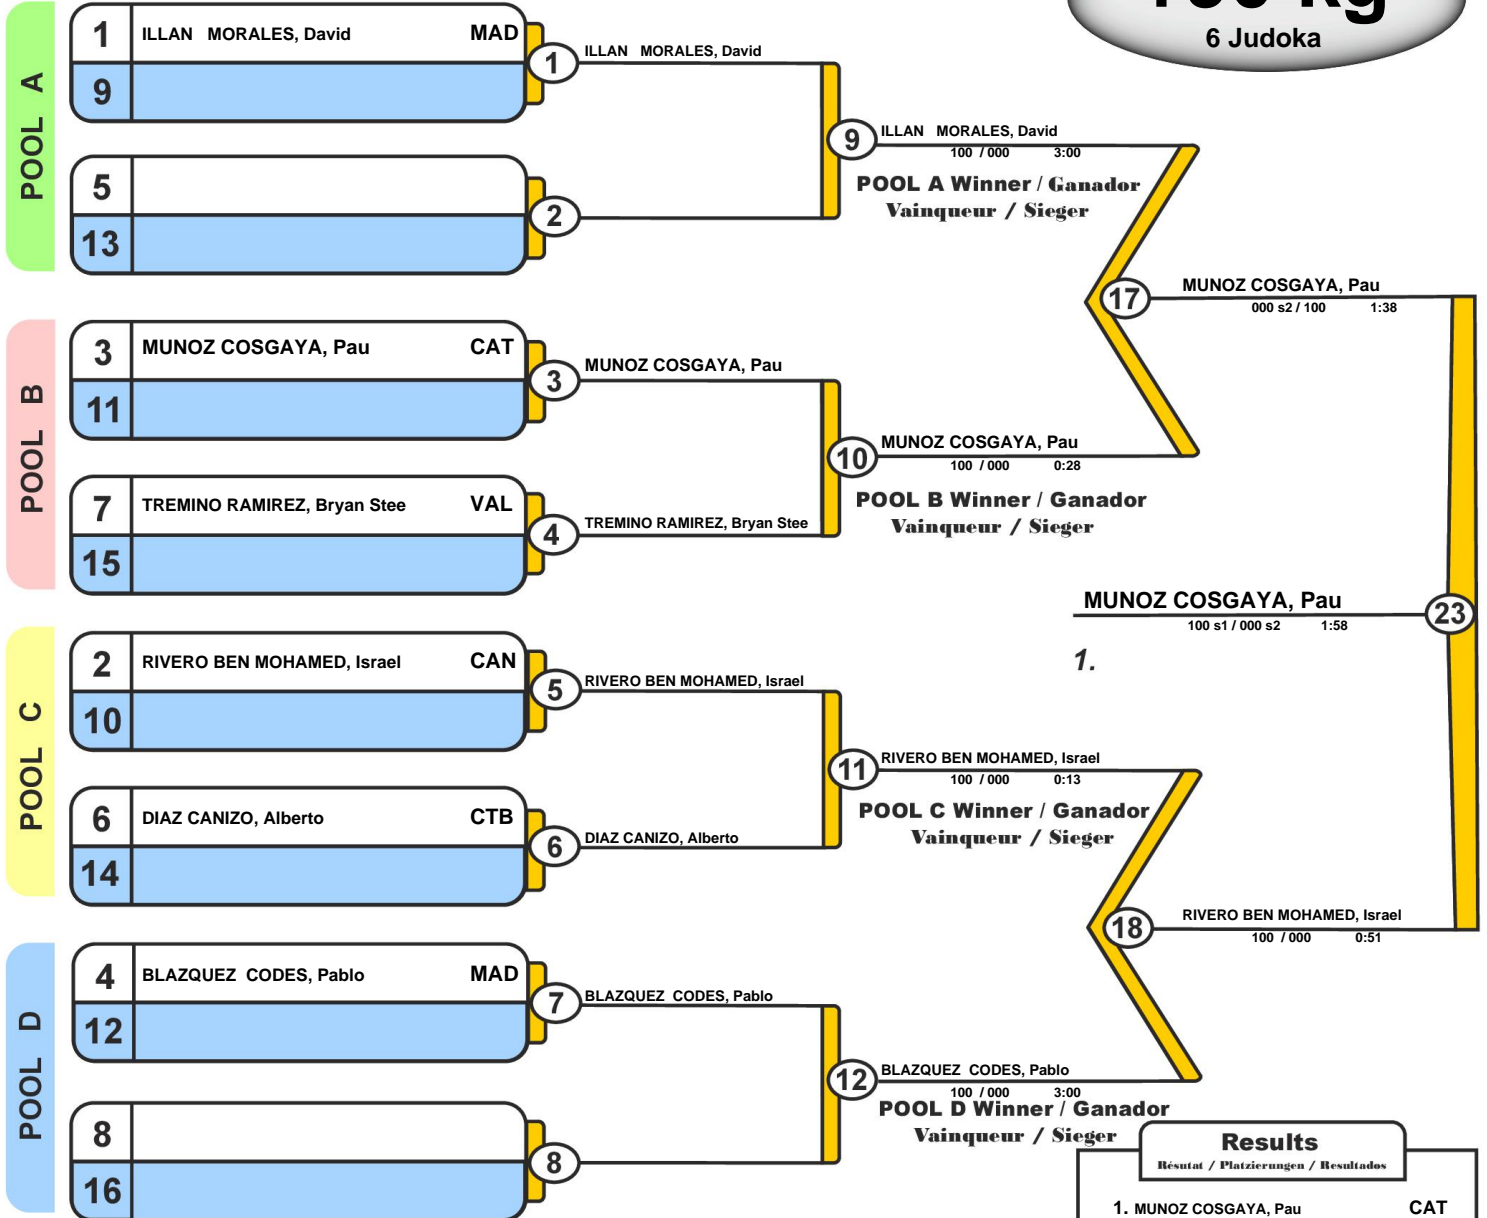 100 kg
6 Judoka
POOL A
1 ILLAN MORALES, David MAD
9
5
13
1 ILLAN MORALES, David
2
9 ILLAN MORALES, David
100 / 000 3:00
POOL A Winner / Ganador
Vainqueur / Sieger
POOL B
3 MUNOZ COSGAYA, Pau CAT
11
7 TREMINO RAMIREZ, Bryan Stee VAL
15
3 MUNOZ COSGAYA, Pau
4 TREMINO RAMIREZ, Bryan Stee
10 MUNOZ COSGAYA, Pau
100 / 000 0:28
POOL B Winner / Ganador
Vainqueur / Sieger
17 MUNOZ COSGAYA, Pau
000 s2 / 100 1:38
MUNOZ COSGAYA, Pau 23
100 s1 / 000 s2 1:58
1.
POOL C
2 RIVERO BEN MOHAMED, Israel CAN
10
6 DIAZ CANIZO, Alberto CTB
14
5 RIVERO BEN MOHAMED, Israel
6 DIAZ CANIZO, Alberto
11 RIVERO BEN MOHAMED, Israel
100 / 000 0:13
POOL C Winner / Ganador
Vainqueur / Sieger
18 RIVERO BEN MOHAMED, Israel
100 / 000 0:51
POOL D
4 BLAZQUEZ CODES, Pablo MAD
12
8
16
7 BLAZQUEZ CODES, Pablo
8
12 BLAZQUEZ CODES, Pablo
100 / 000 3:00
POOL D Winner / Ganador
Vainqueur / Sieger
Results
Résutat / Platzierungen / Resultados
1. MUNOZ COSGAYA, Pau CAT